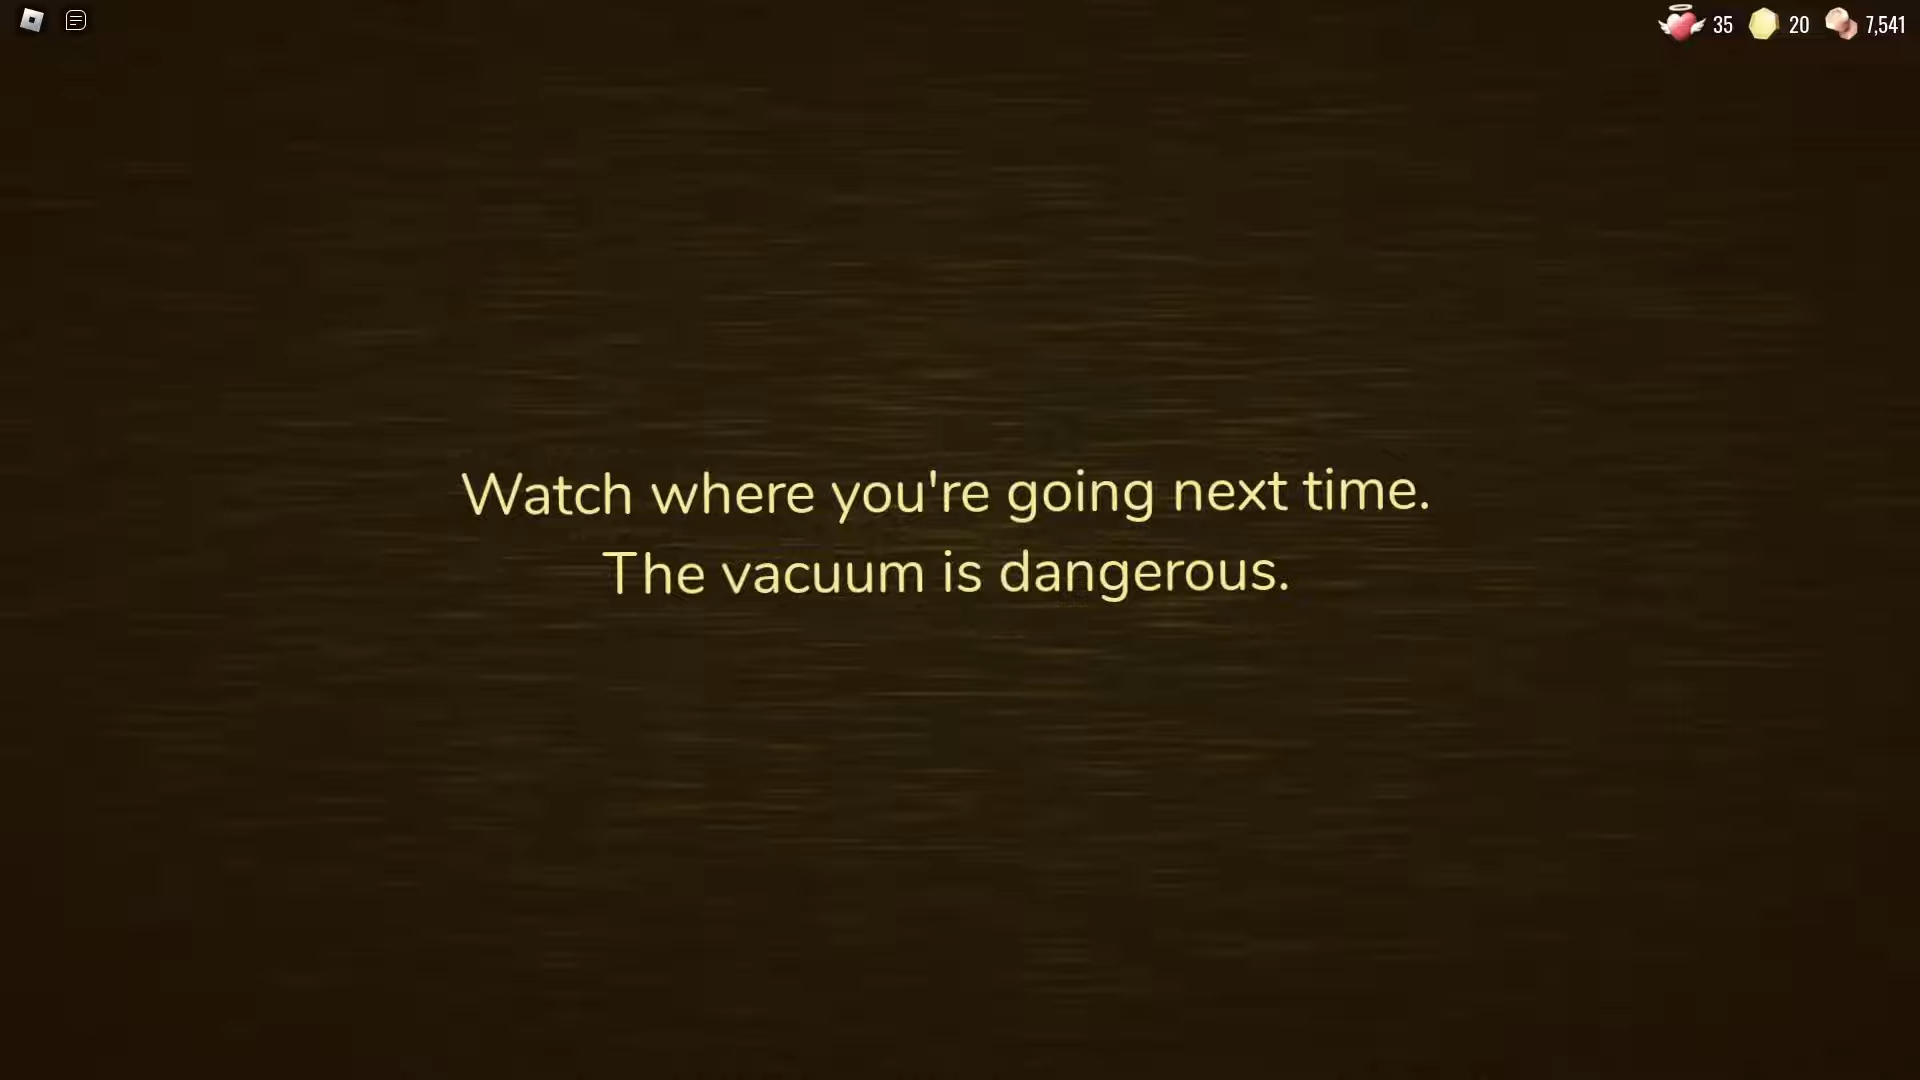 35 20 7,541
Watch where you're going next time.
The vacuum is dangerous.